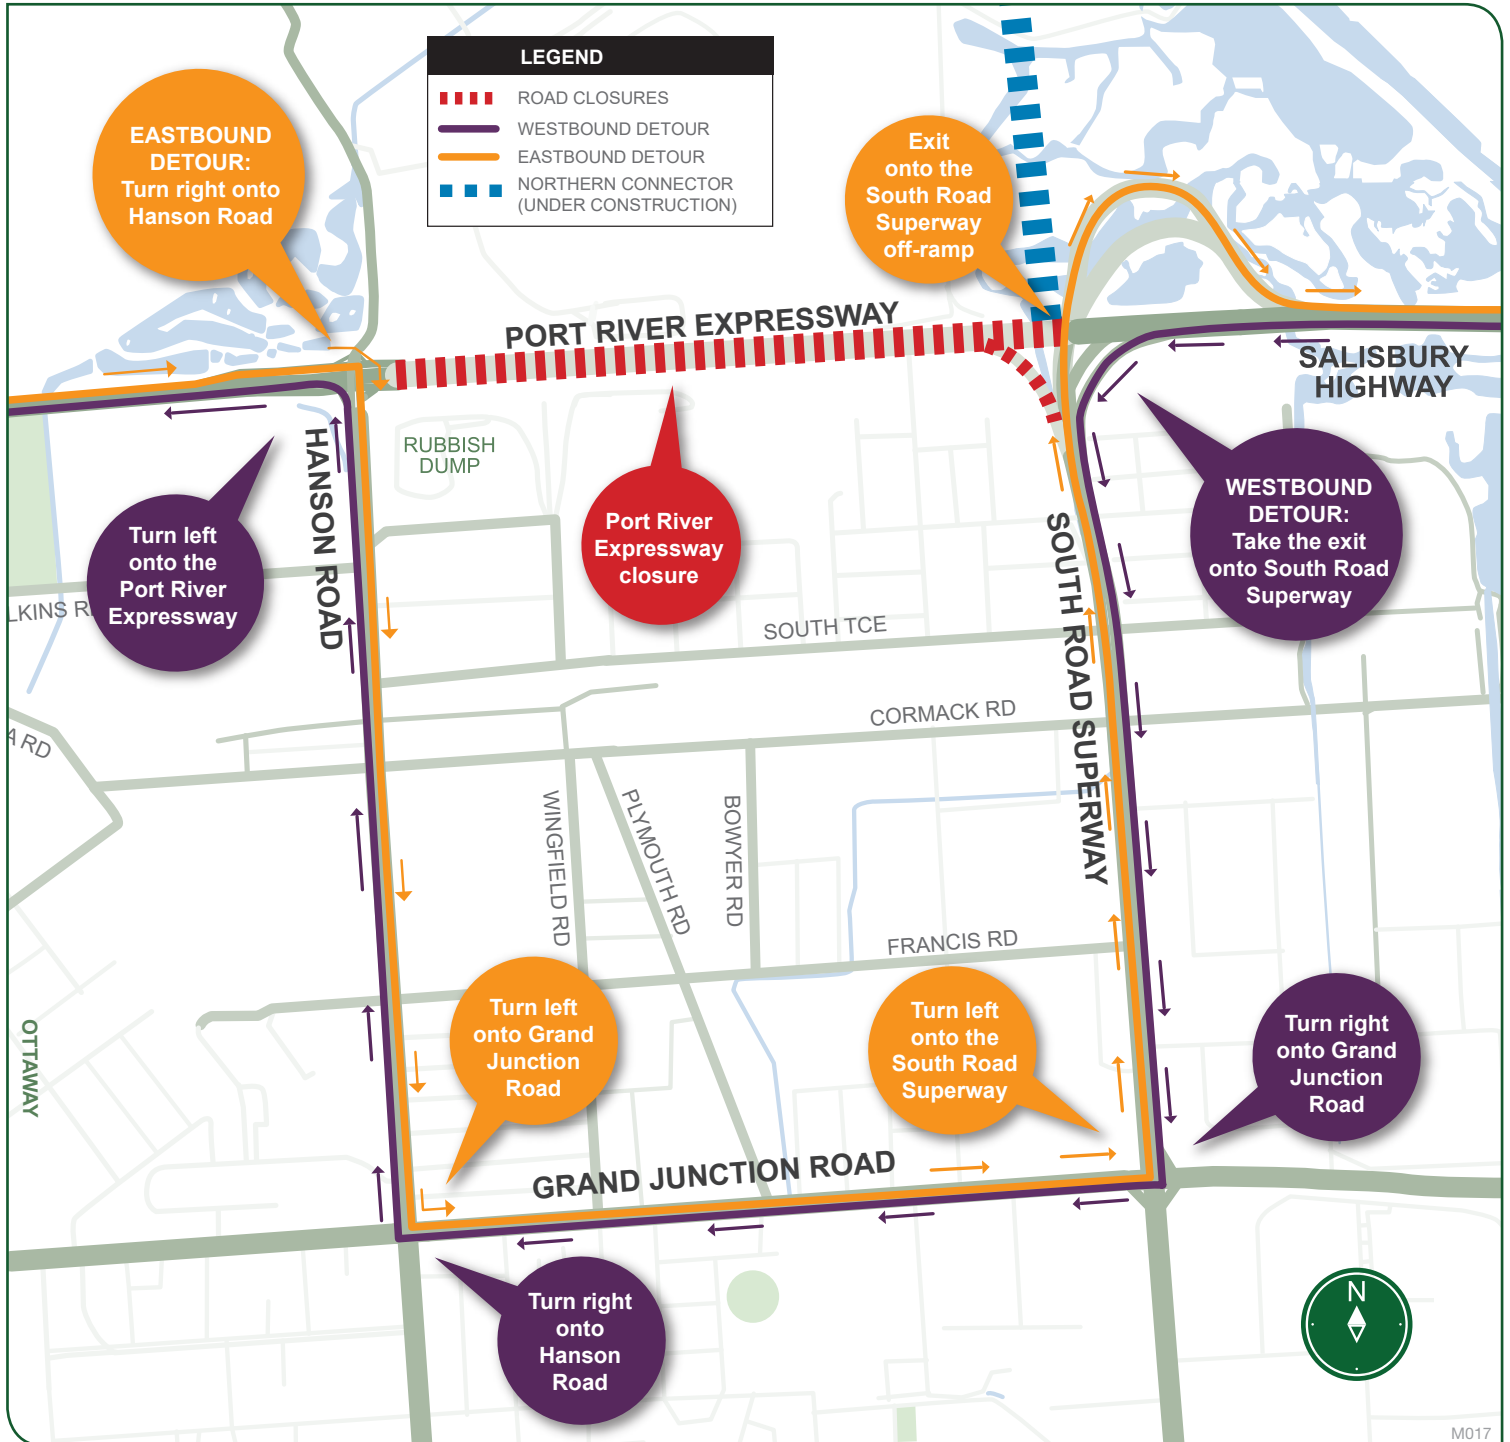 LEGEND
ROAD CLOSURES
WESTBOUND DETOUR
EASTBOUND DETOUR
NORTHERN CONNECTOR
(UNDER CONSTRUCTION)
EASTBOUND
DETOUR:
Turn right onto
Hanson Road
Exit
onto the
South Road
Superway
off-ramp
PORT RIVER EXPRESSWAY
SALISBURY
HIGHWAY
HANSON ROAD
RUBBISH
DUMP
Port River
Expressway
closure
WESTBOUND
DETOUR:
Take the exit
onto South Road
Superway
Turn left
onto the
Port River
Expressway
LKINS R
SOUTH TCE
SOUTH ROAD SUPERWAY
CORMACK RD
A RD
WINGFIELD RD
PLYMOUTH RD
BOWYER RD
FRANCIS RD
OTTAWAY
Turn left
onto Grand
Junction
Road
Turn left
onto the
South Road
Superway
Turn right
onto Grand
Junction
Road
GRAND JUNCTION ROAD
Turn right
onto
Hanson
Road
N
M017